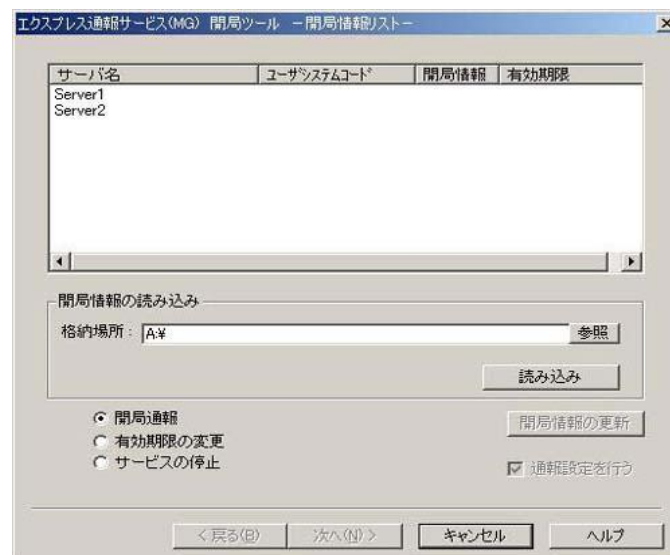 エクスプレス通報サービス(MG) 開局ツール －開局情報リスト－
サーバ名 ユーザシステムコード 開局情報 有効期限
Server1
Server2
開局情報の読み込み
格納場所： A:¥ 参照
読み込み
開局通報
開局情報の更新
有効期限の変更
サービスの停止
通報設定を行う
< 戻る(B) 次へ(N) > キャンセル ヘルプ